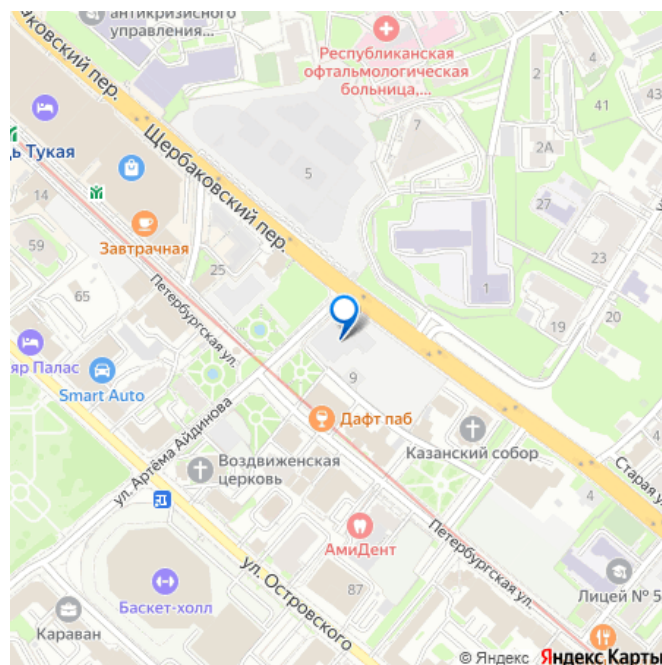 антикризисного
управления...
Республиканская
офтальмологическая
больница,...
аковский пер.
2
41
43
4
7
2А
дь Тукая
Щербаковский пер.
5
14
27
Завтрачная
59
25
23
65
1
Петербургская ул.
19
20
яр Палас
Smart Auto
9
Дафт паб
Казанский собор
ул. Артёма Айдинова
Воздвиженская
церковь
Старая ул.
4
АмиДент
Петербургская ул.
ул. Островского
87
Баскет-холл
Лицей № 5
Караван
© Яндекс Яндекс Карты